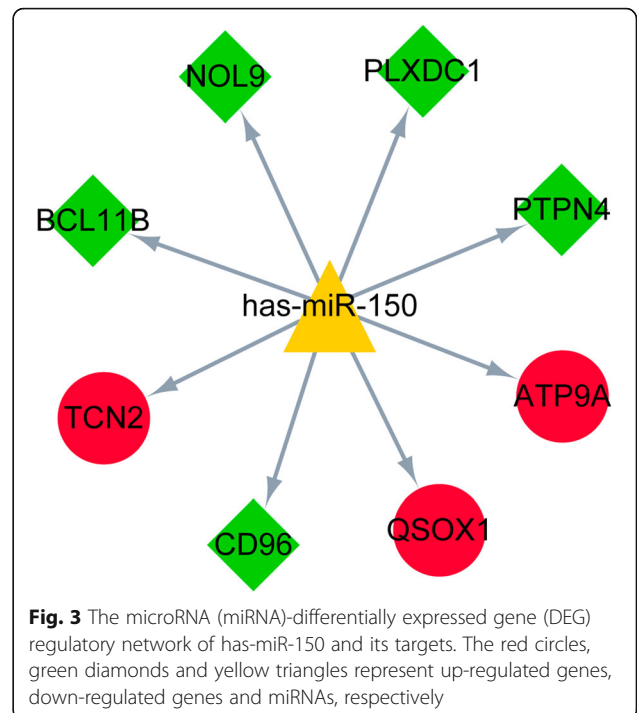 NOL9
PLXDC1
BCL11B
PTPN4
has-miR-150
TCN2
ATP9A
CD96
QSOX1
Fig. 3 The microRNA (miRNA)-differentially expressed gene (DEG)
regulatory network of has-miR-150 and its targets. The red circles,
green diamonds and yellow triangles represent up-regulated genes,
down-regulated genes and miRNAs, respectively